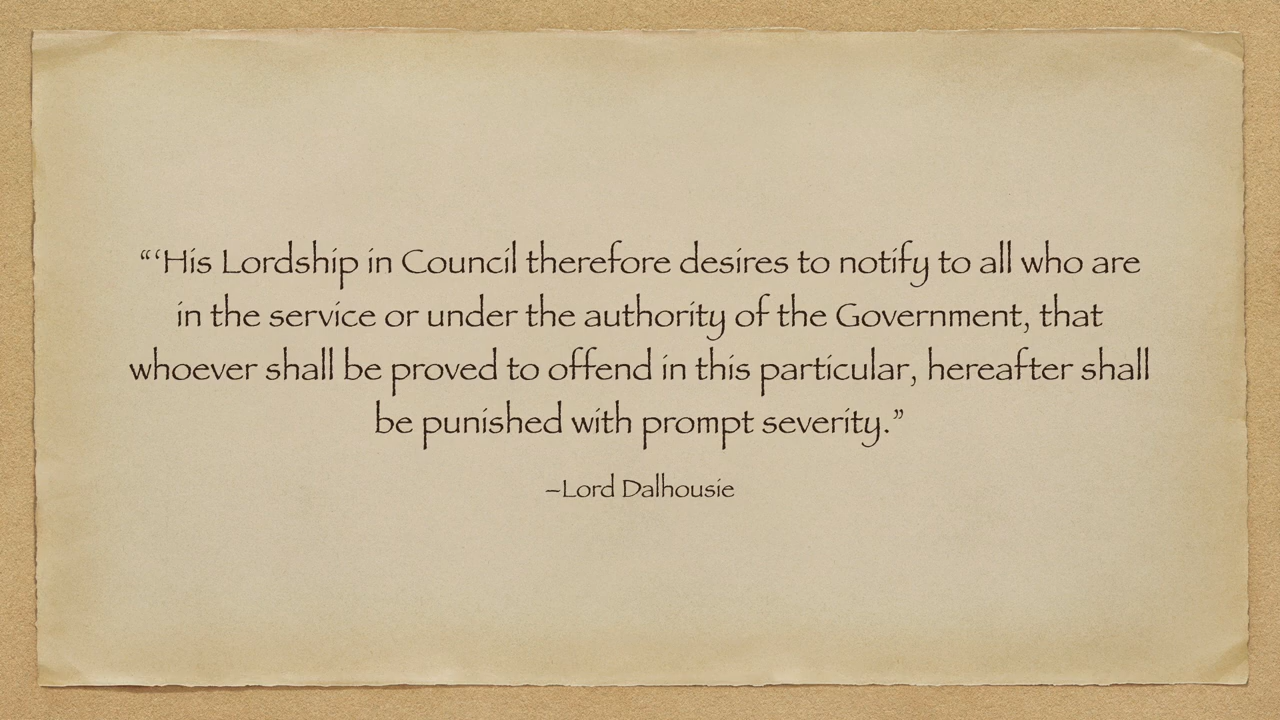 “‘His Lordship in Council therefore desires to notify to all who are
in the service or under the authority of the Government, that
whoever shall be proved to offend in this particular, hereafter shall
be punished with prompt severity.”
–Lord Dalhousie